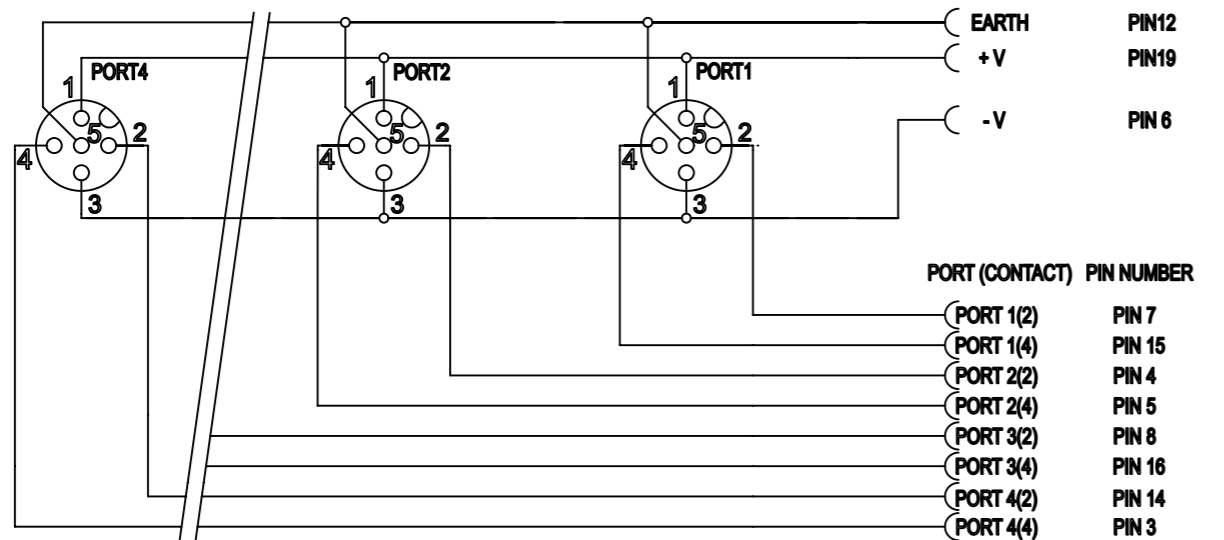 EARTH PIN12
+ V PIN19
PORT4 PORT2 PORT1
1 1 1
- V PIN 6
5 2 5 2 5 2
4 4 4
3 3 3
PORT (CONTACT) PIN NUMBER
PORT 1(2) PIN 7
PORT 1(4) PIN 15
PORT 2(2) PIN 4
PORT 2(4) PIN 5
PORT 3(2) PIN 8
PORT 3(4) PIN 16
PORT 4(2) PIN 14
PORT 4(4) PIN 3